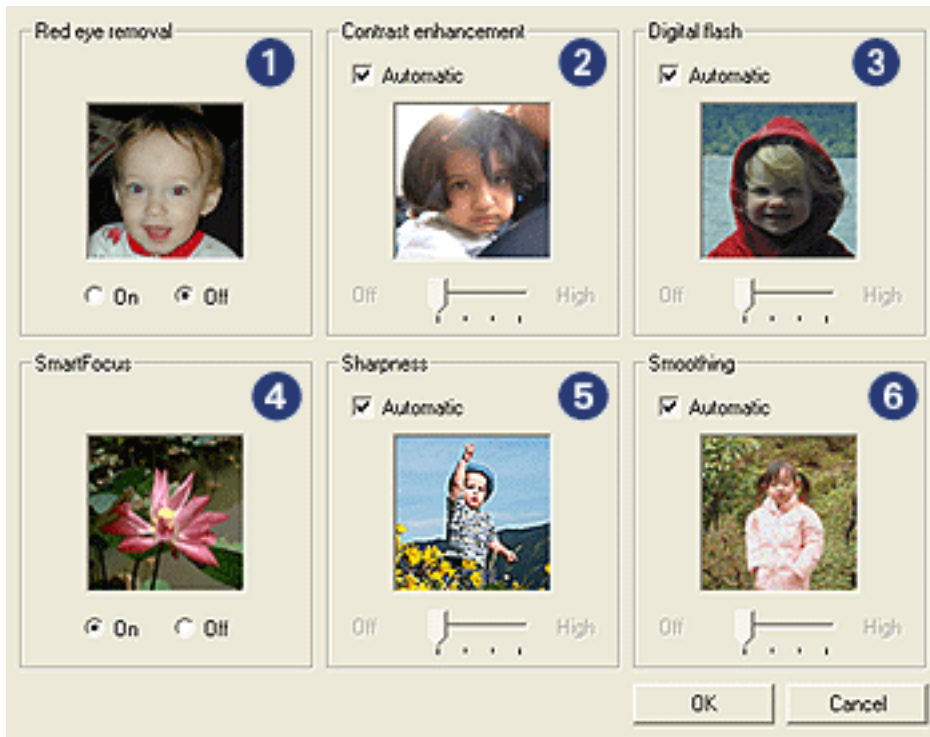 Red eye removal
1
On Off
Contrast enhancement
2
Automatic
Off High
Digital flash
3
Automatic
Off High
SmartFocus
4
On Off
Sharpness
5
Automatic
Off High
Smoothing
6
Automatic
Off High
OK Cancel